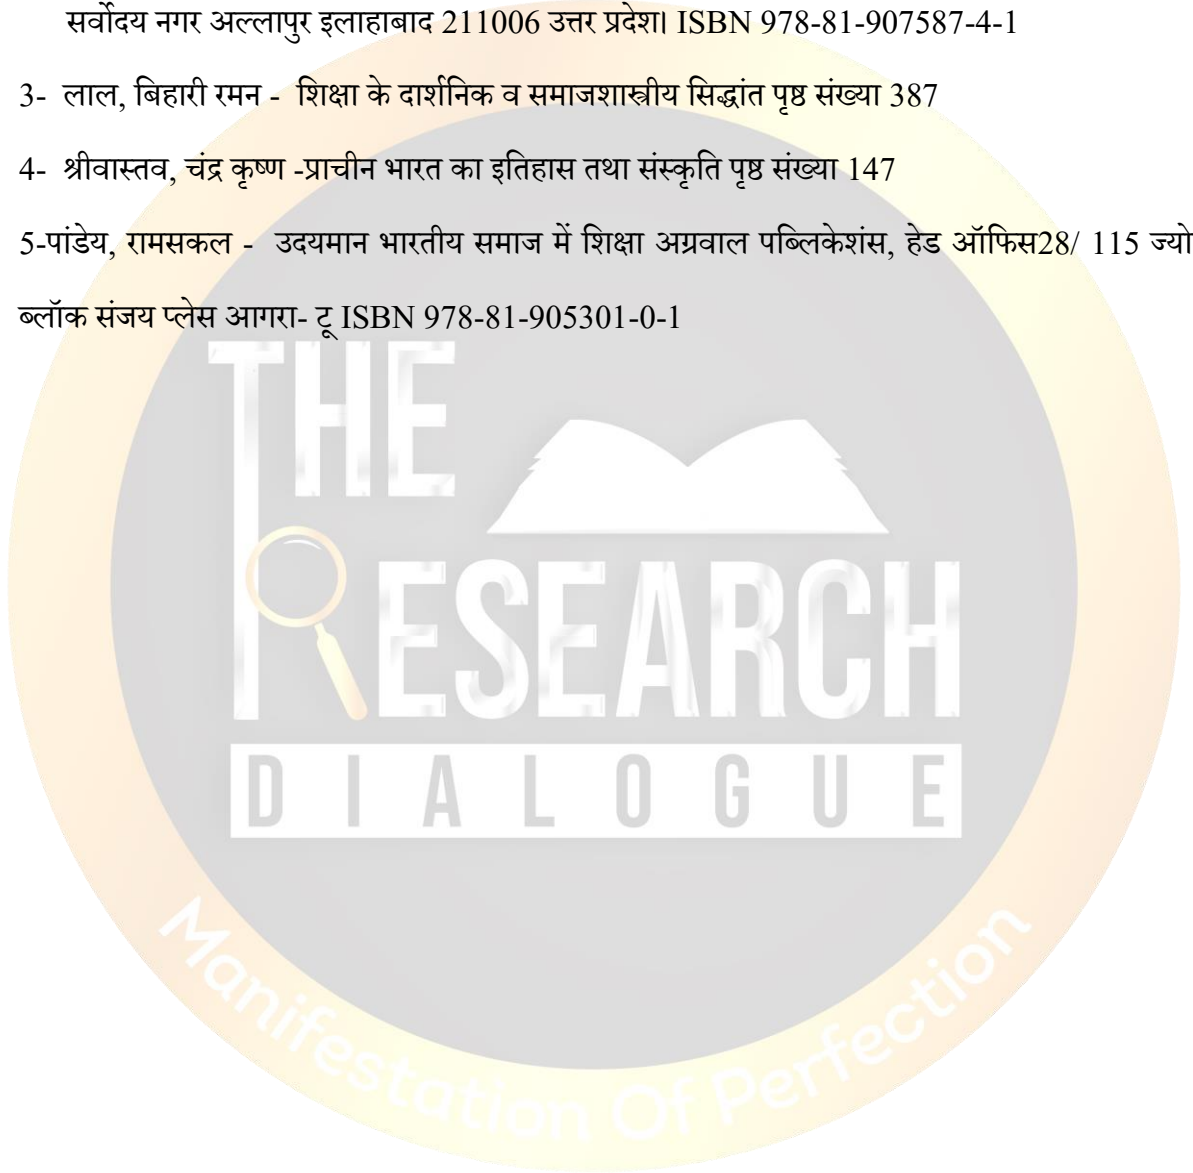 सर्वोदय नगर अल्लापुर इलाहाबाद 211006 उत्तर प्रदेश। ISBN 978-81-907587-4-1
3- लाल, बिहारी रमन - शिक्षा के दार्शनिक व समाजशास्त्रीय सिद्धांत पृष्ठ संख्या 387
4- श्रीवास्तव, चंद्र कृष्ण -प्राचीन भारत का इतिहास तथा संस्कृति पृष्ठ संख्या 147
5-पांडेय, रामसकल - उदयमान भारतीय समाज में शिक्षा अग्रवाल पब्लिकेशंस, हेड ऑफिस28/ 115 ज्यो
ब्लॉक संजय प्लेस आगरा- टू ISBN 978-81-905301-0-1
THE
RESEARCH
DIALOGUE
Manifestation Of Perfection